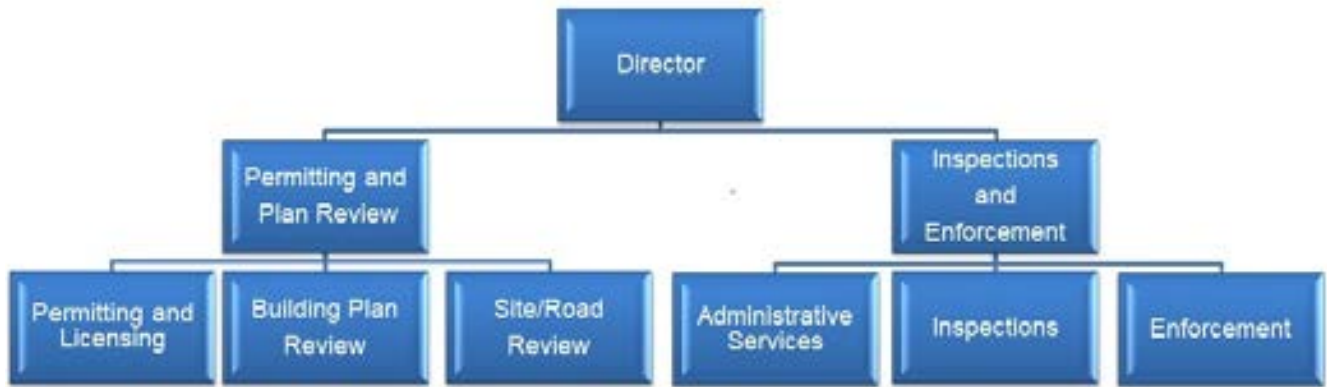 Director
Permitting and
Plan Review
Inspections
and
Enforcement
Permitting and
Licensing
Building Plan
Review
Site/Road
Review
Administrative
Services
Inspections
Enforcement